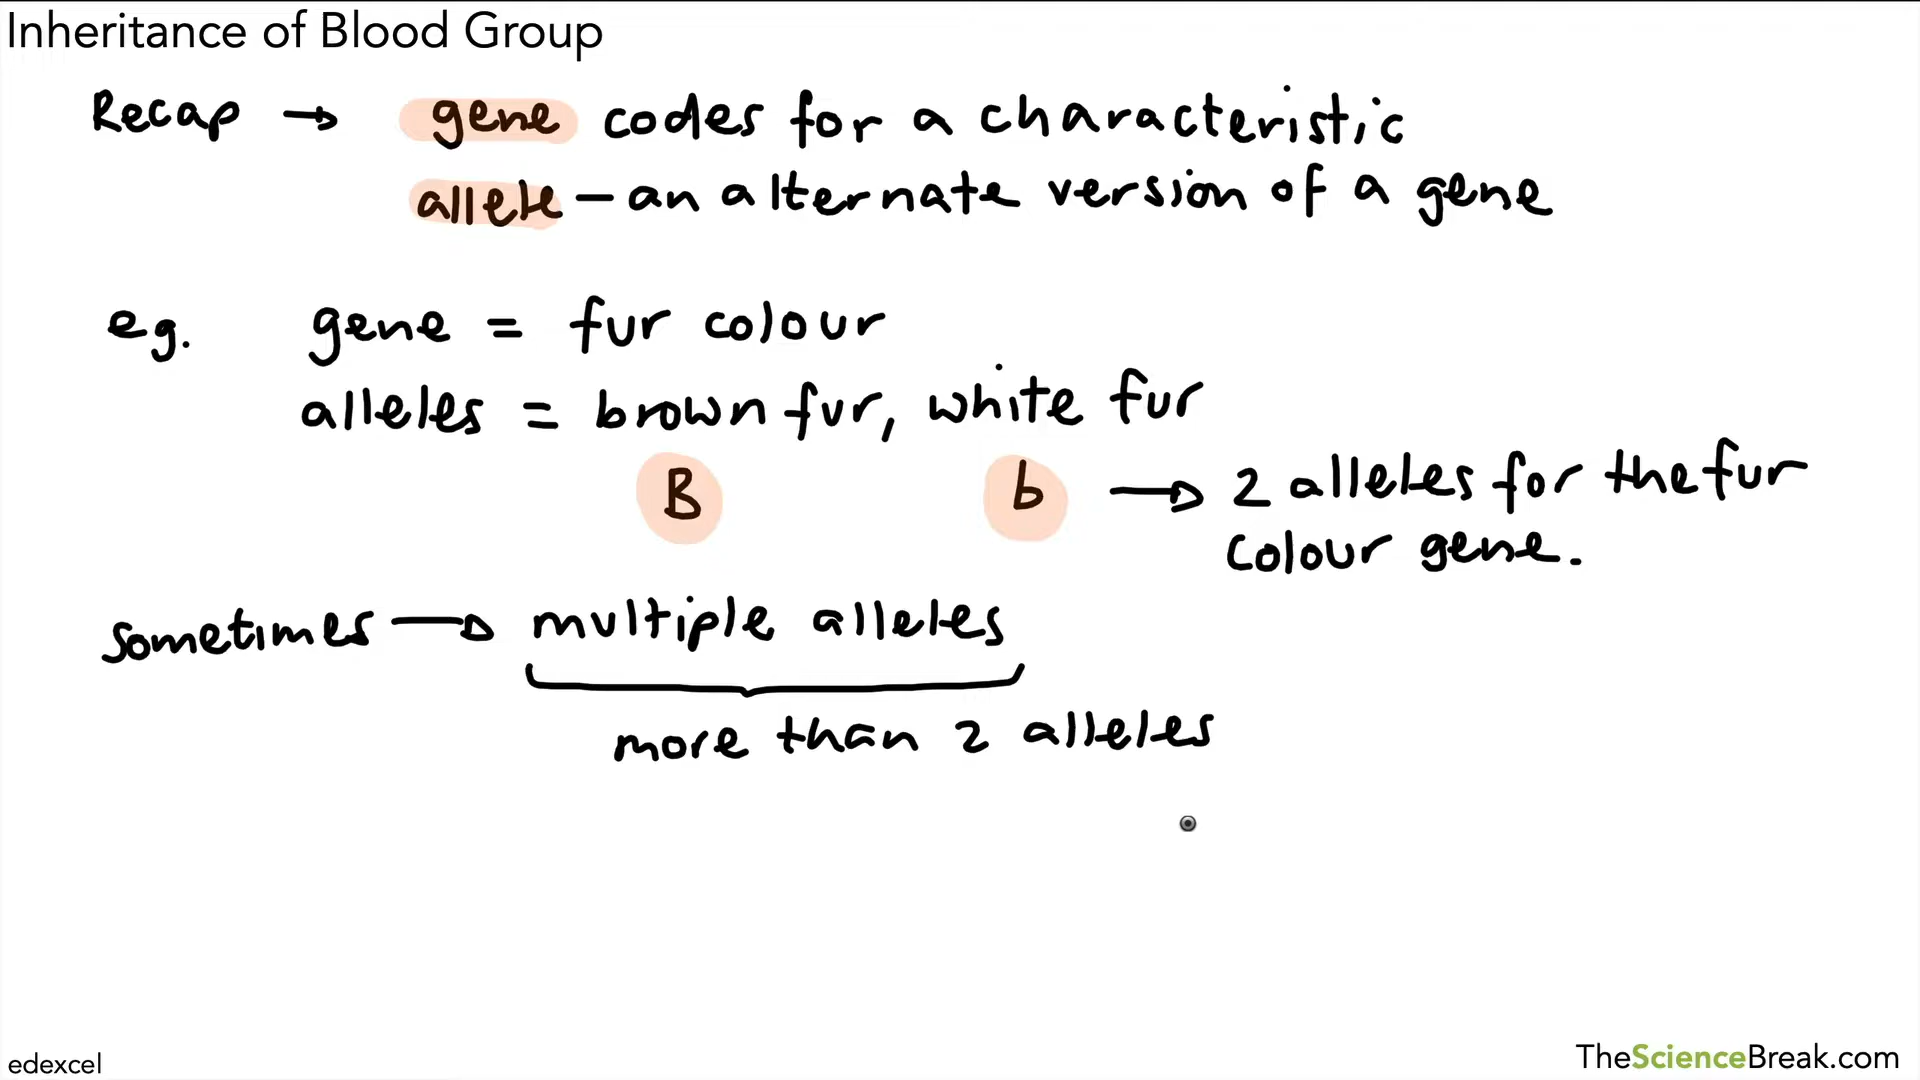 Inheritance of Blood Group
Recap → gene codes for a characteristic
allele – an alternate version of a gene
eg. gene = fur colour
alleles = brown fur, white fur
B b → 2 alleles for the fur
colour gene.
sometimes → multiple alleles
more than 2 alleles
edexcel
TheScienceBreak.com